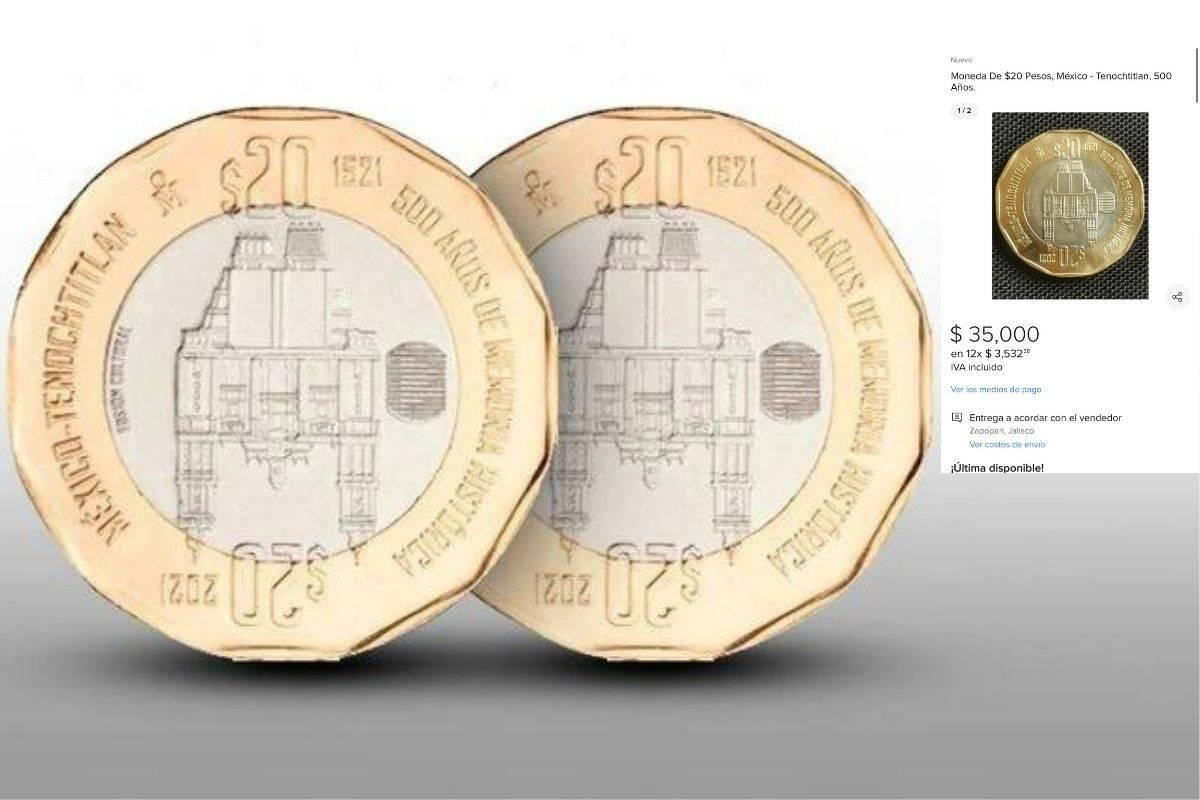 $20
1521
500 AÑOS DE MEMORIA HISTÓRICA
MÉXICO-TENOCHTITLAN
FUSIÓN CULTURAL
$20
2021
$20
1521
500 AÑOS DE MEMORIA HISTÓRICA
$20
2021
Nuevo
Moneda De $20 Pesos, México - Tenochtitlan, 500
Años.
1 / 2
$ 35,000
en 12x $ 3,532³⁸
IVA incluido
Ver los medios de pago
Entrega a acordar con el vendedor
Zapopan, Jalisco
Ver costos de envío
¡Última disponible!